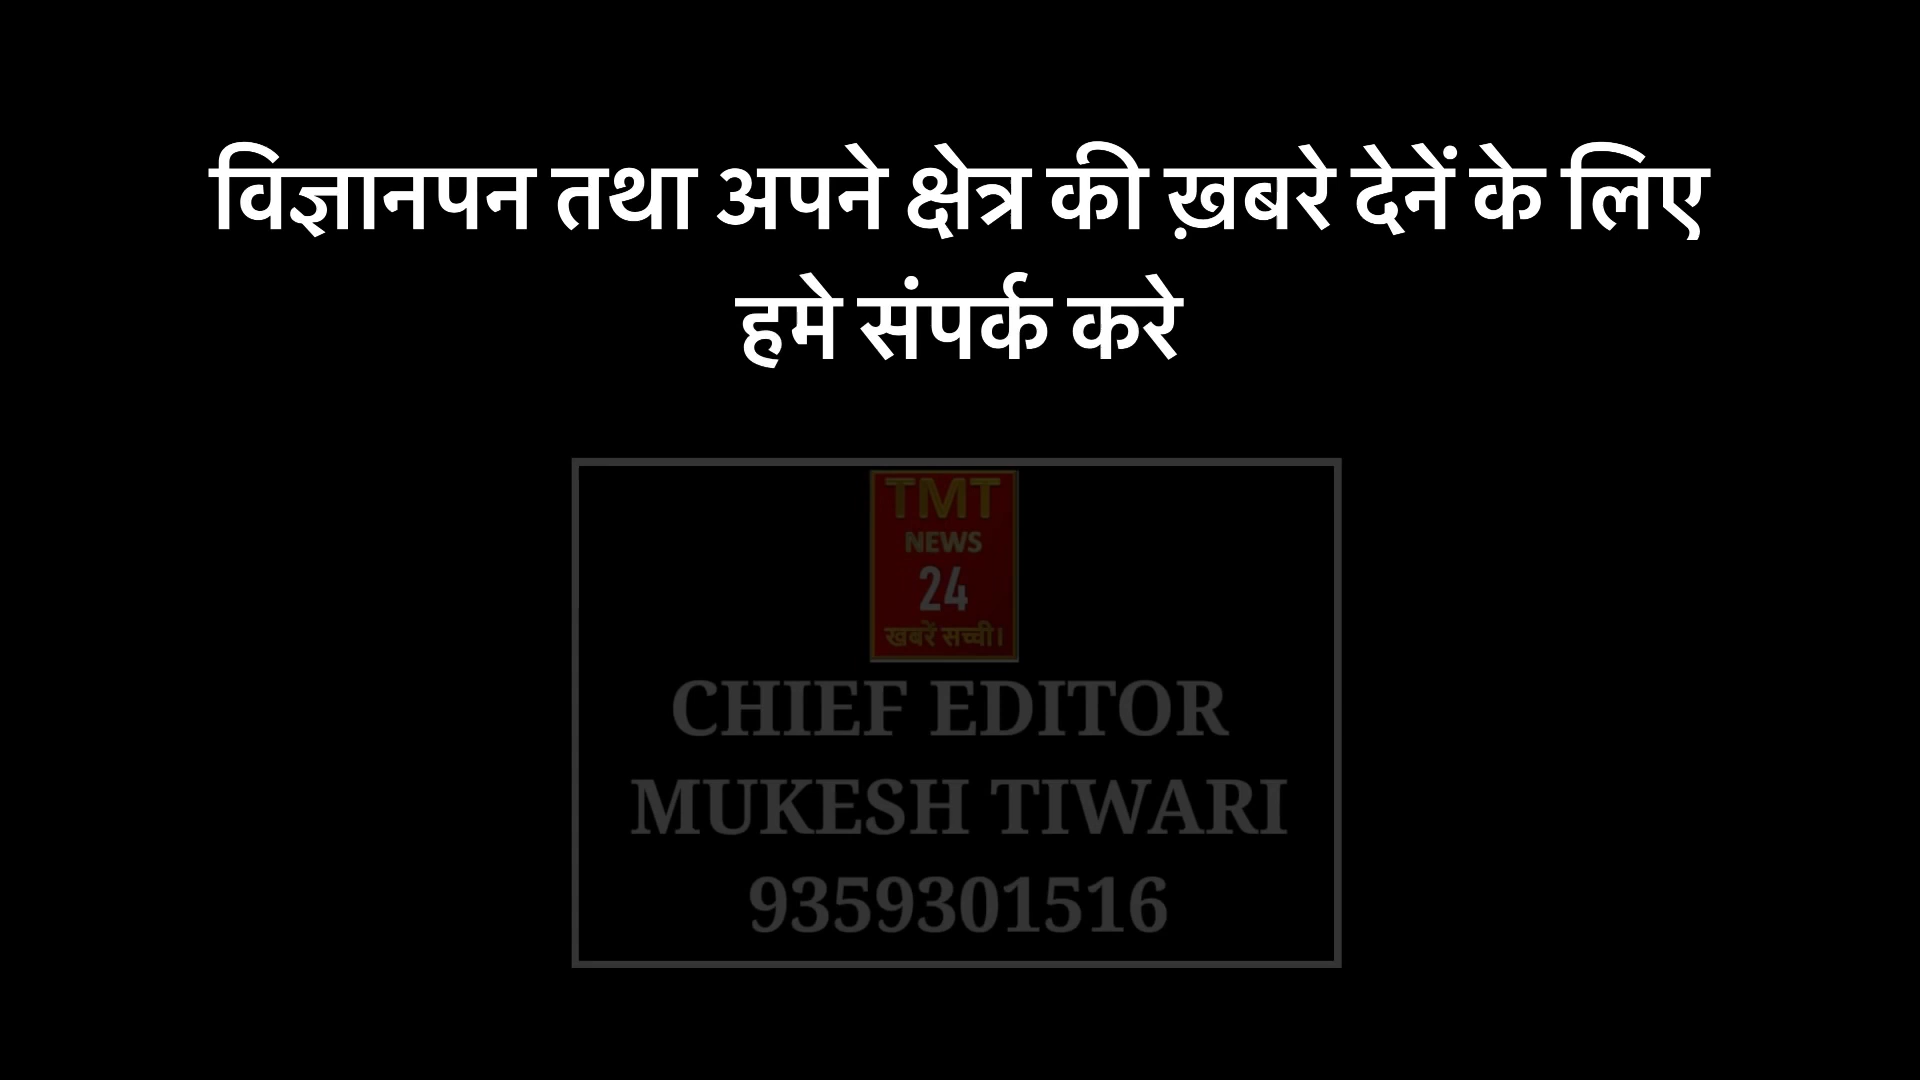 विज्ञानपन तथा अपने क्षेत्र की ख़बरे देनें के लिए
हमे संपर्क करे
TMT
NEWS
24
खबरें सच्ची।
CHIEF EDITOR
MUKESH TIWARI
9359301516